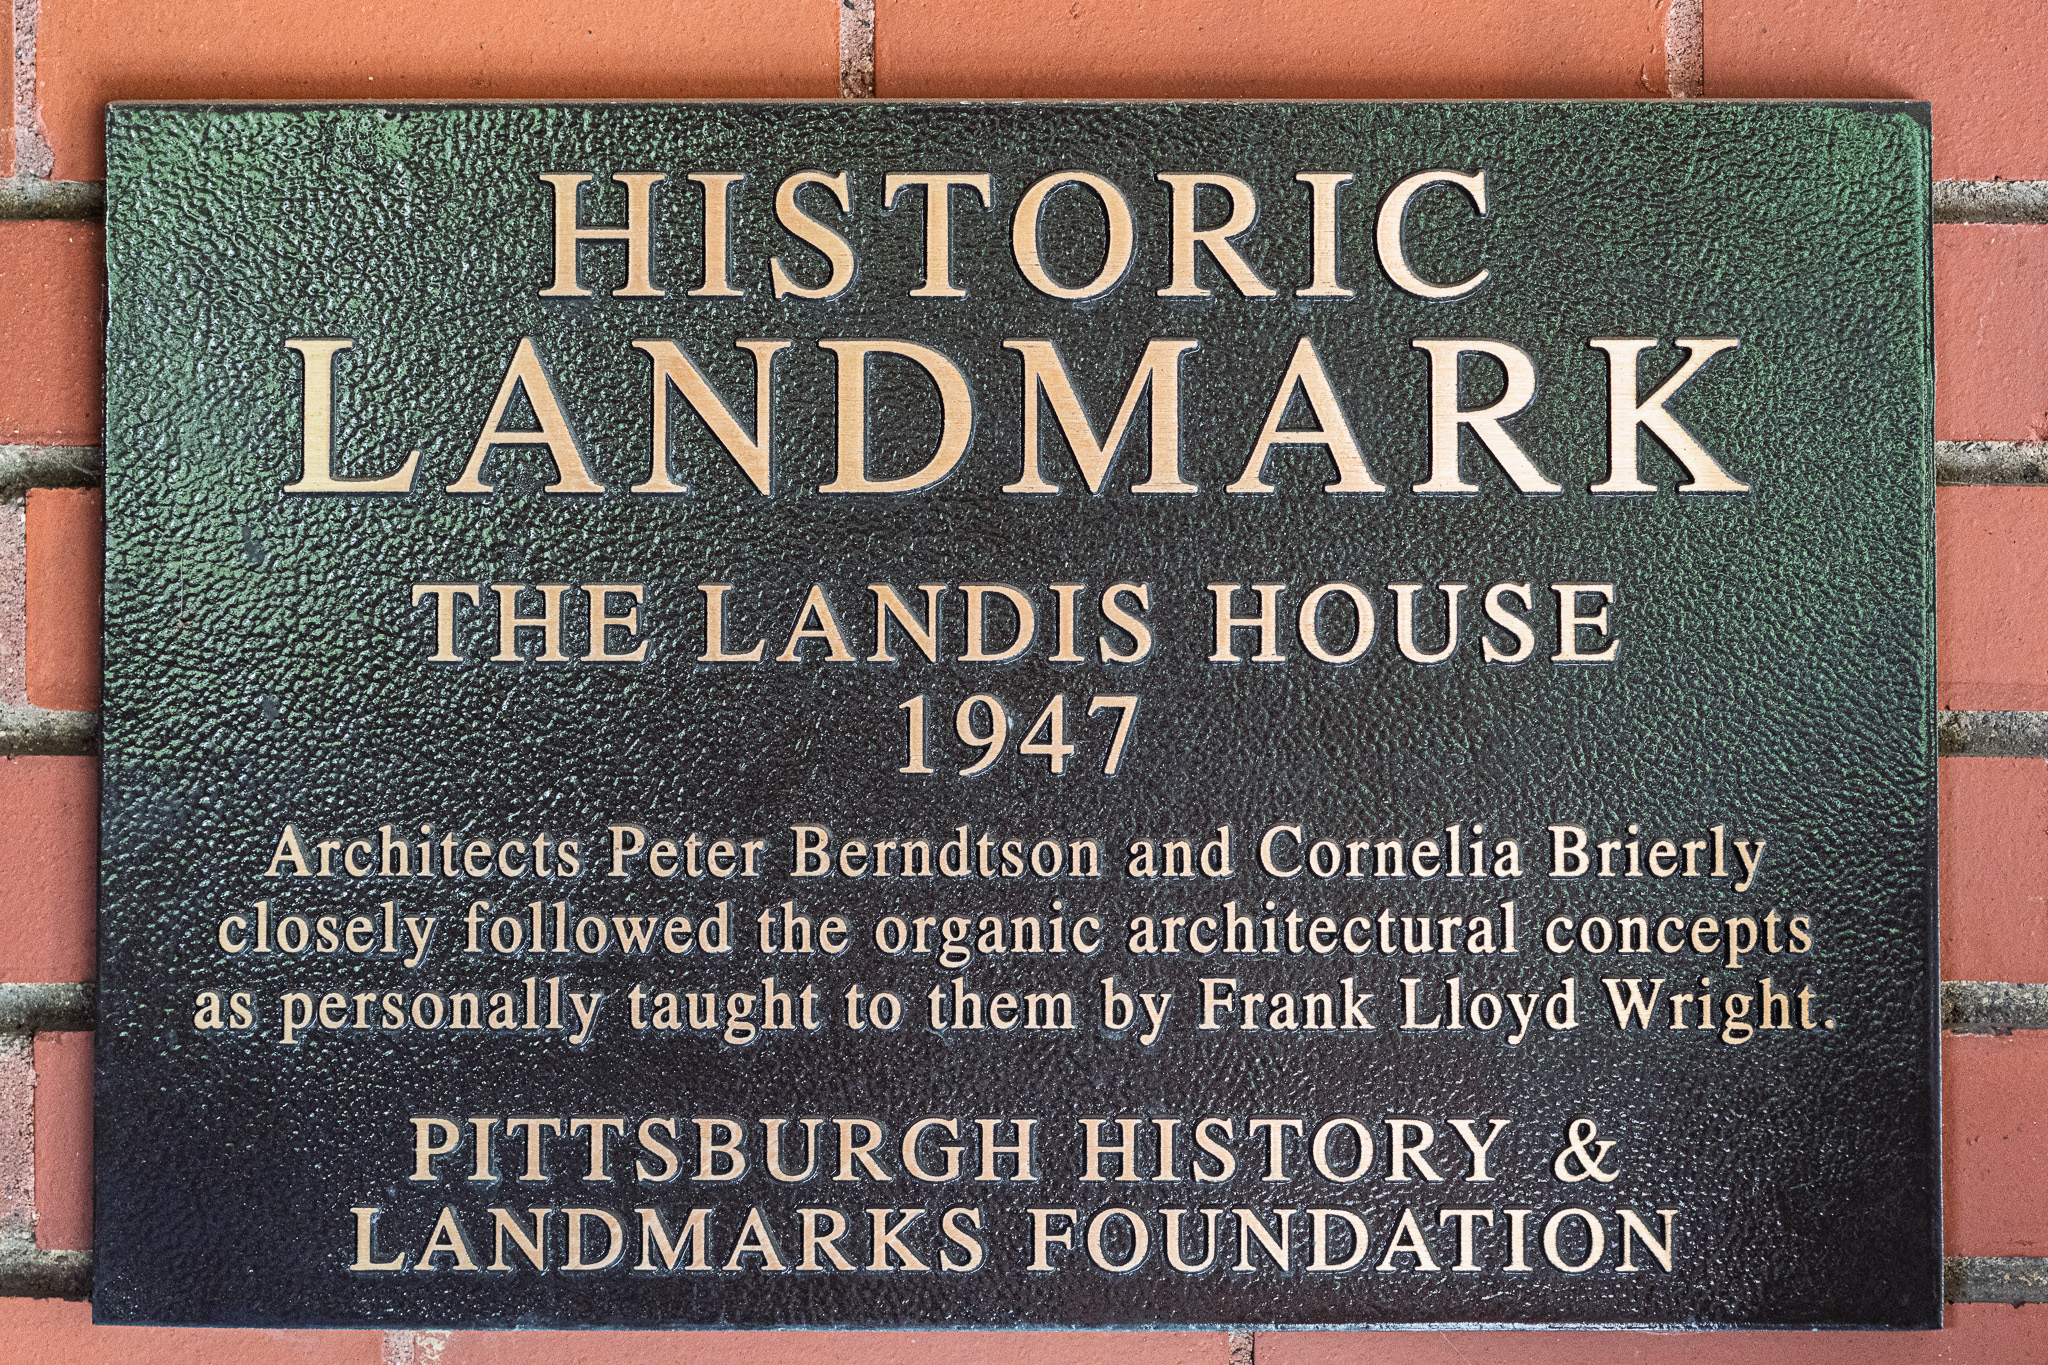 HISTORIC
LANDMARK
THE LANDIS HOUSE
1947
Architects Peter Berndtson and Cornelia Brierly
closely followed the organic architectural concepts
as personally taught to them by Frank Lloyd Wright.
PITTSBURGH HISTORY &
LANDMARKS FOUNDATION